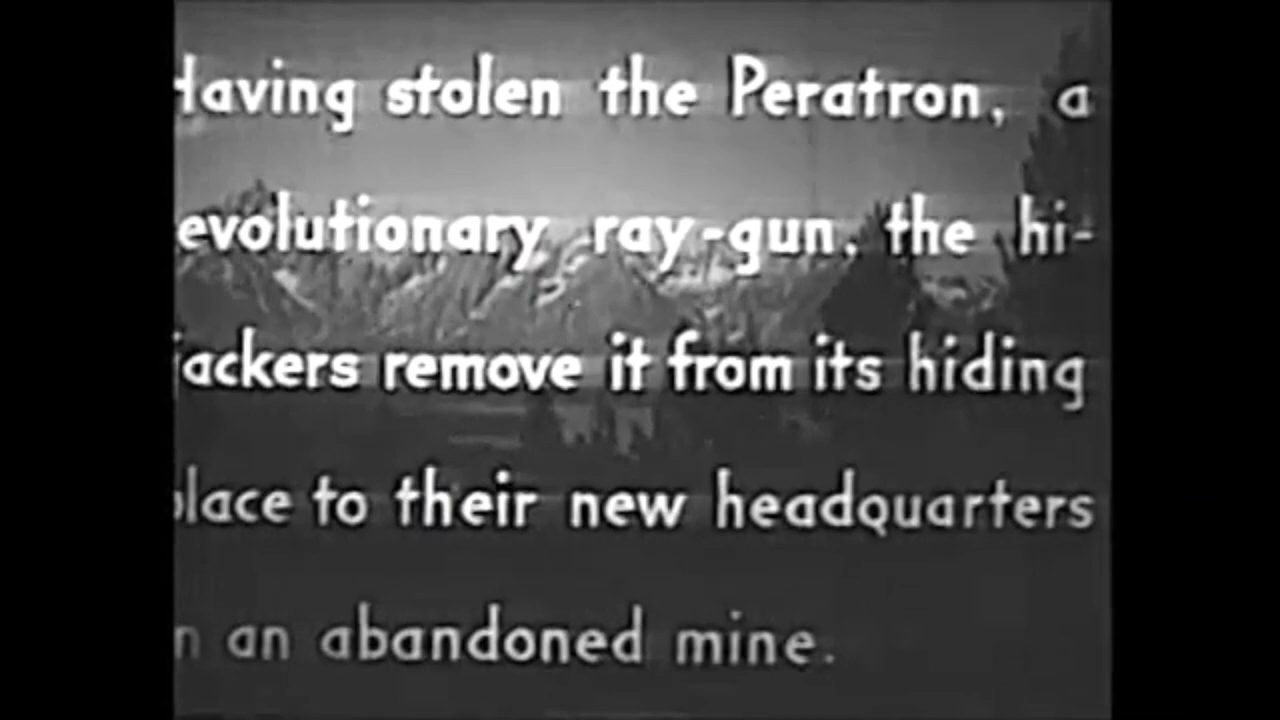 Having stolen the Peratron, a
evolutionary ray-gun, the hi-
jackers remove it from its hiding
place to their new headquarters
n an abandoned mine.